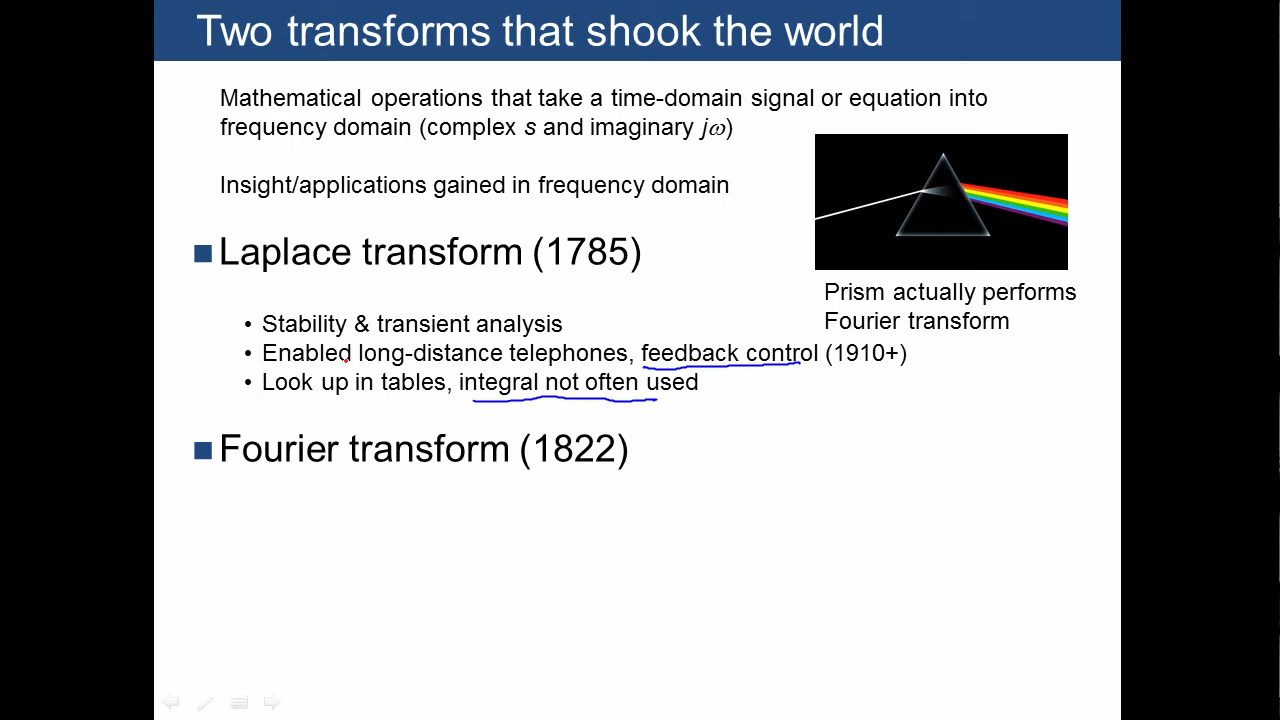 Two transforms that shook the world
Mathematical operations that take a time-domain signal or equation into
frequency domain (complex s and imaginary jω)
Insight/applications gained in frequency domain
Laplace transform (1785)
Prism actually performs
Fourier transform
• Stability & transient analysis
• Enabled long-distance telephones, feedback control (1910+)
• Look up in tables, integral not often used
Fourier transform (1822)